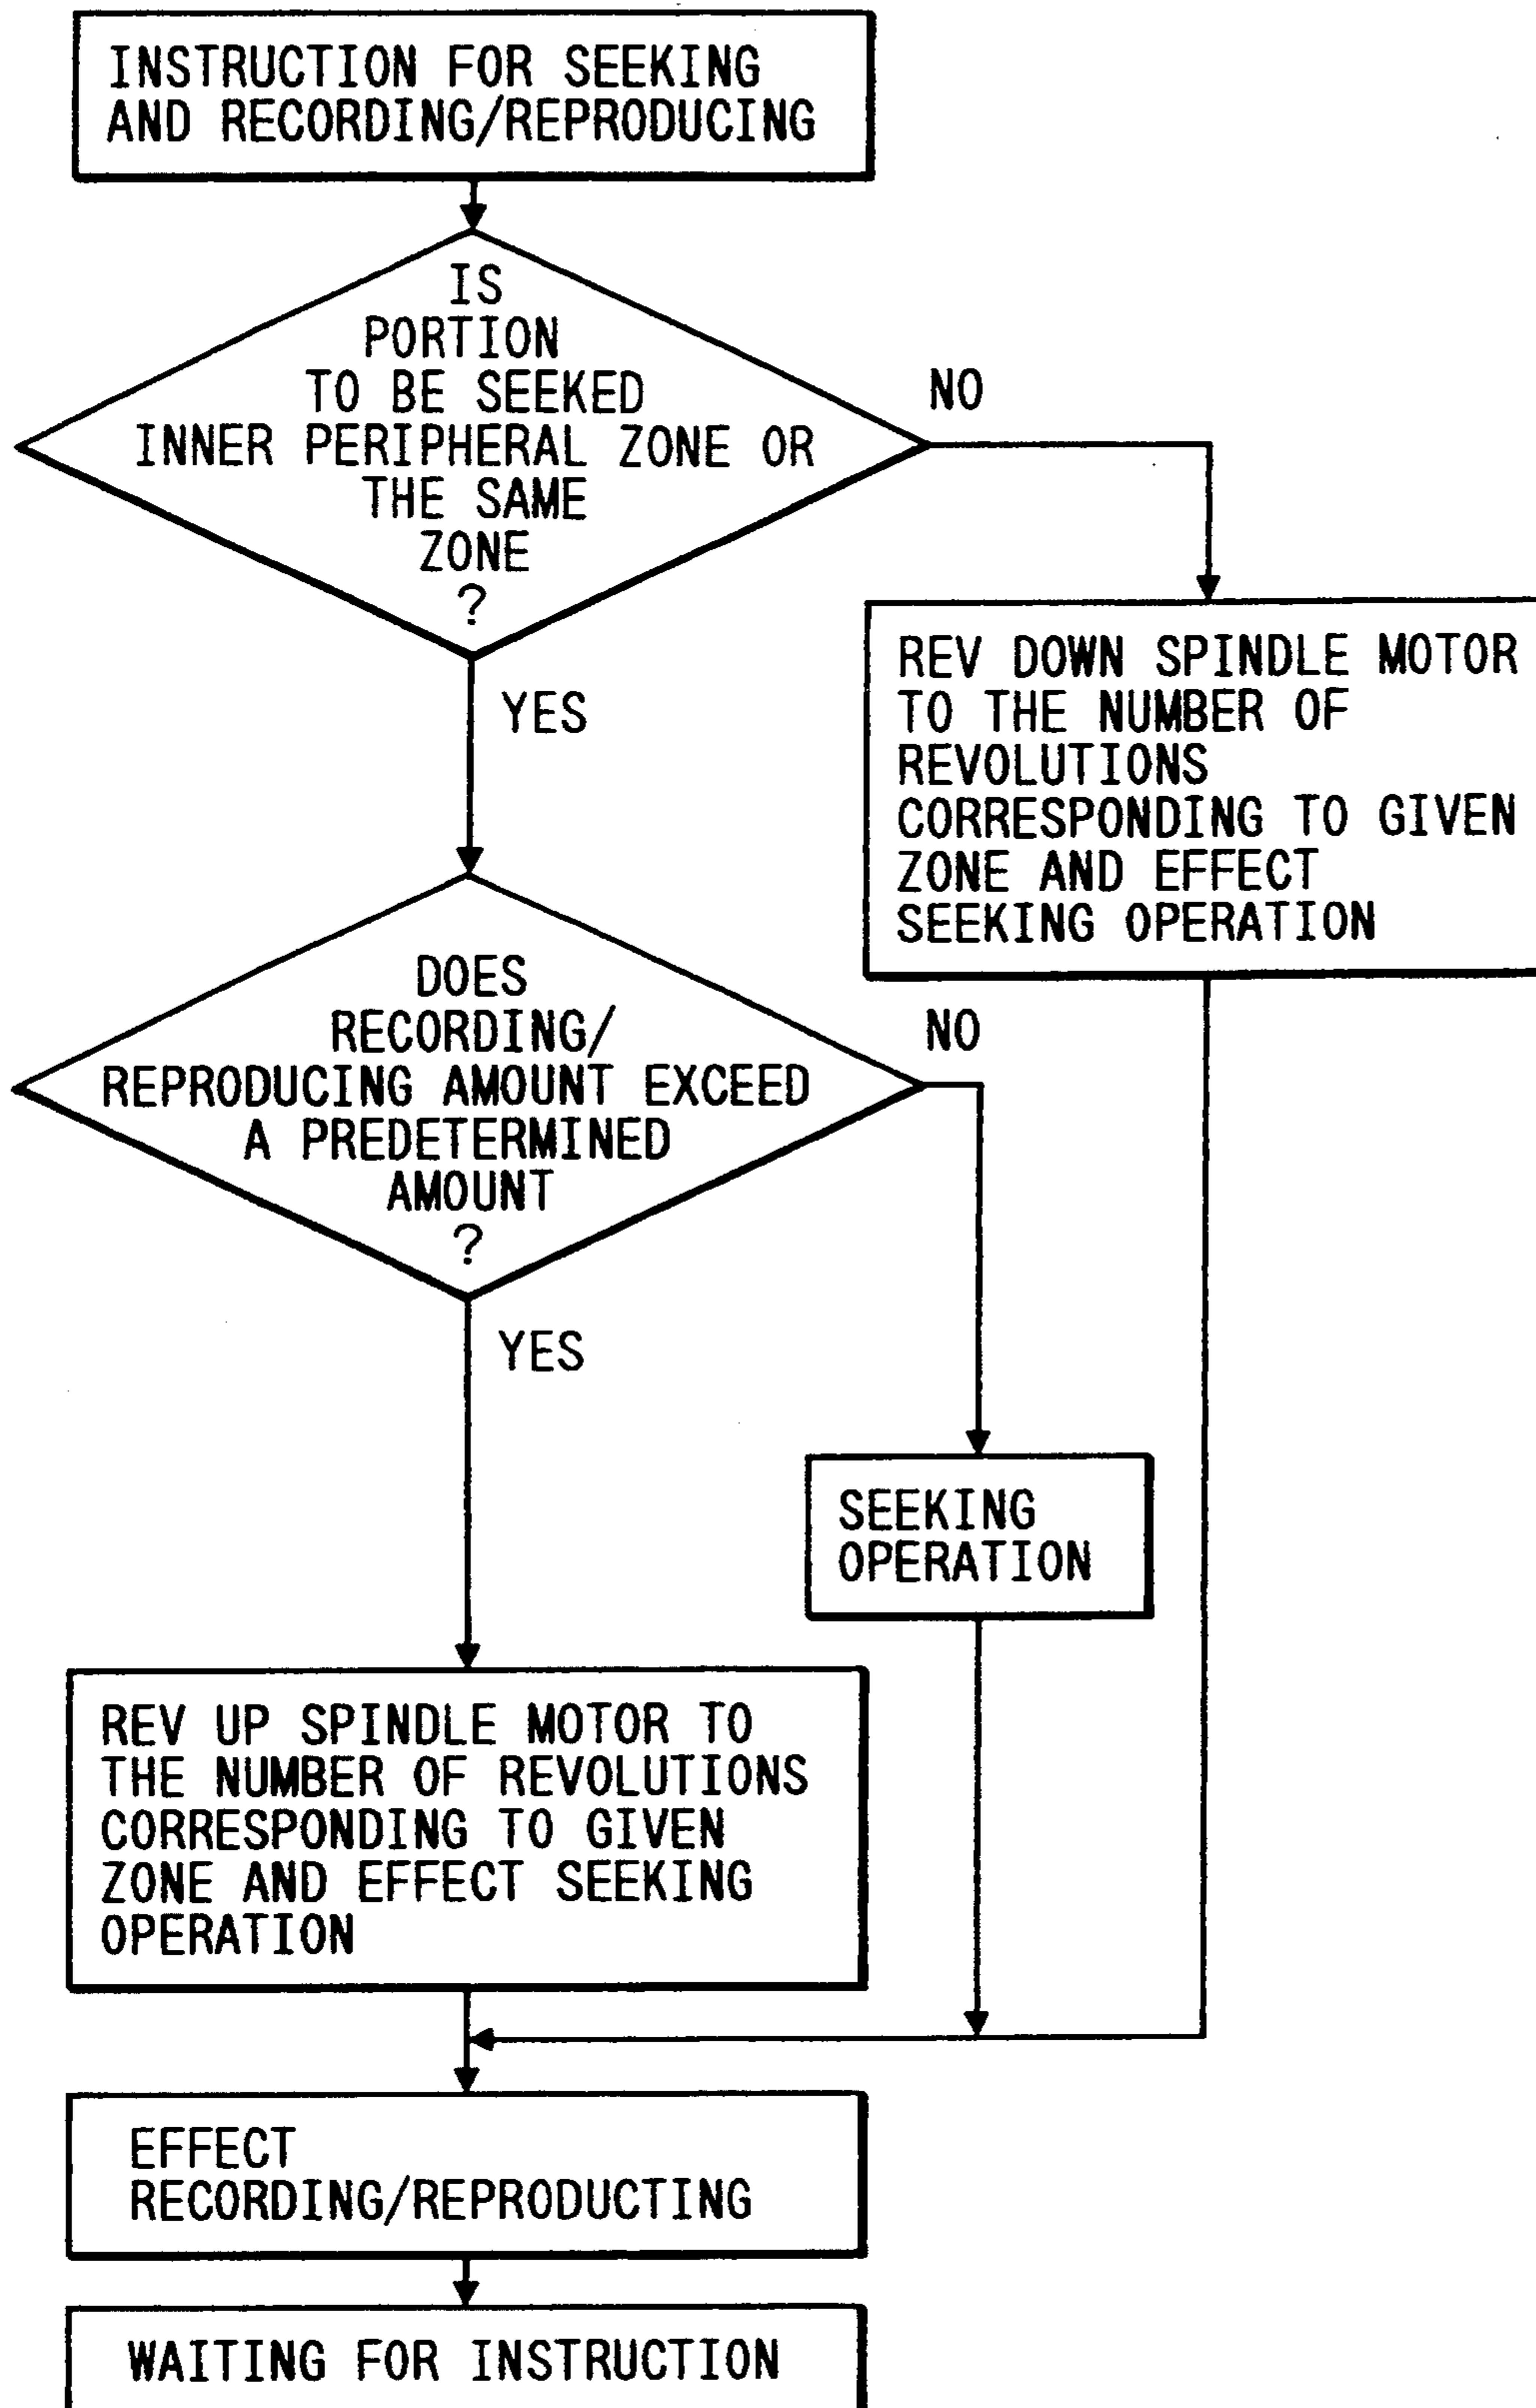 INSTRUCTION FOR SEEKING
AND RECORDING/REPRODUCING
IS
PORTION
TO BE SEEKED
INNER PERIPHERAL ZONE OR
THE SAME
ZONE
?
NO
YES
REV DOWN SPINDLE MOTOR
TO THE NUMBER OF
REVOLUTIONS
CORRESPONDING TO GIVEN
ZONE AND EFFECT
SEEKING OPERATION
DOES
RECORDING/
REPRODUCING AMOUNT EXCEED
A PREDETERMINED
AMOUNT
?
NO
YES
SEEKING
OPERATION
REV UP SPINDLE MOTOR TO
THE NUMBER OF REVOLUTIONS
CORRESPONDING TO GIVEN
ZONE AND EFFECT SEEKING
OPERATION
EFFECT
RECORDING/REPRODUCTING
WAITING FOR INSTRUCTION